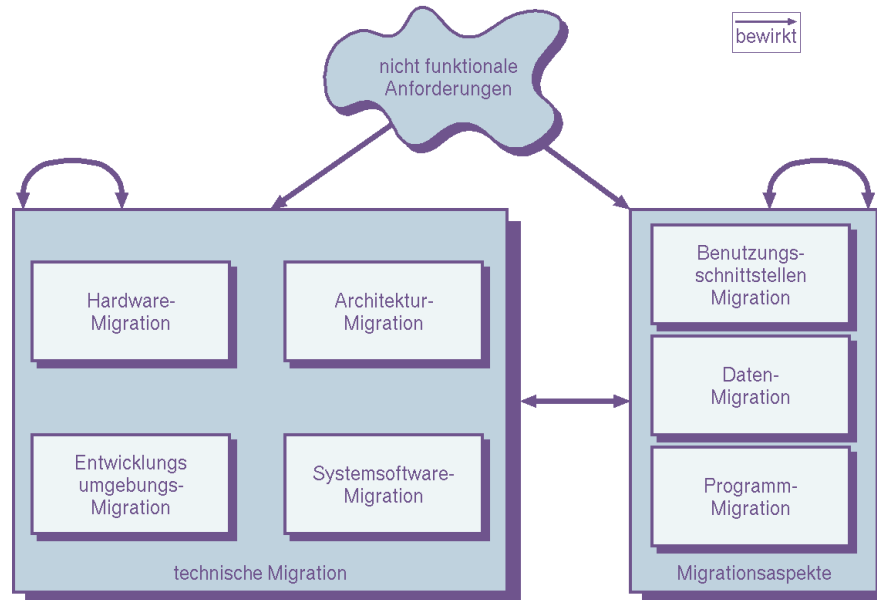 nicht funktionale
Anforderungen
bewirkt
Hardware-
Migration
Architektur-
Migration
Entwicklungs
umgebungs-
Migration
Systemsoftware-
Migration
technische Migration
Benutzungs-
schnittstellen
Migration
Daten-
Migration
Programm-
Migration
Migrationsaspekte